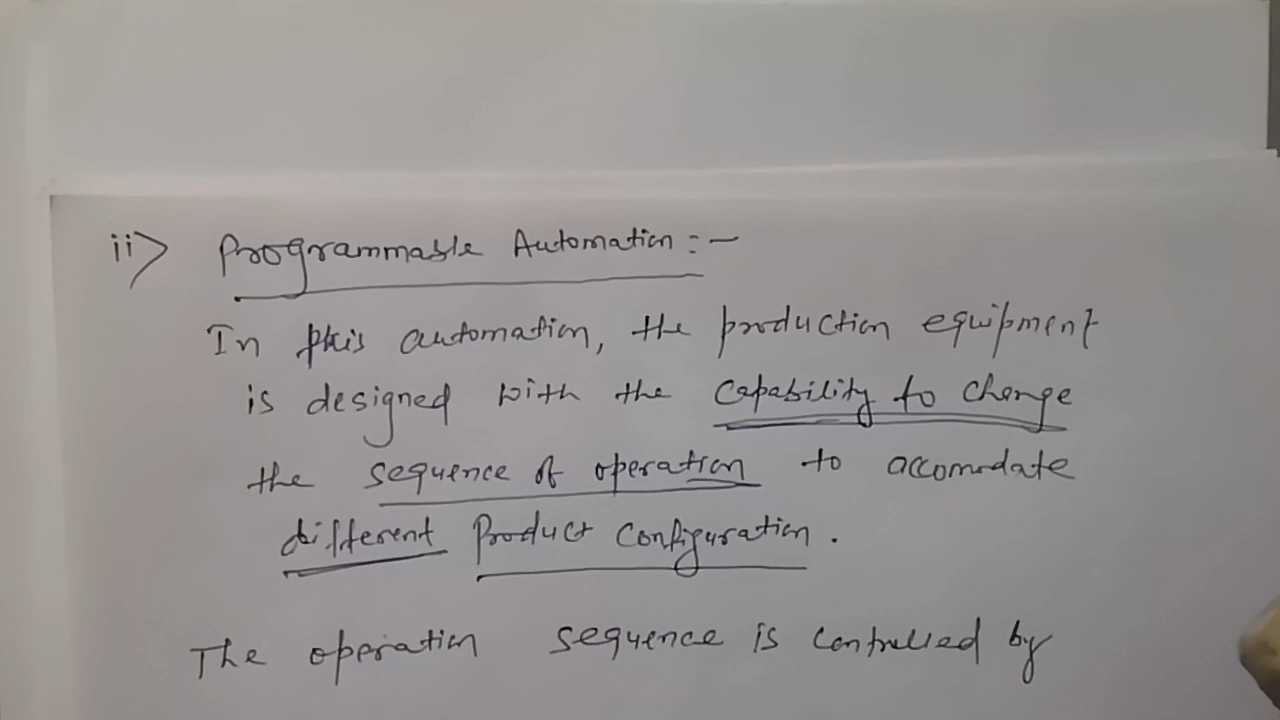 ii> Programmable Automation :-
In this automation, the production equipment
is designed with the capability to change
the sequence of operation to accomodate
different Product Configuration.
The operation sequence is controlled by